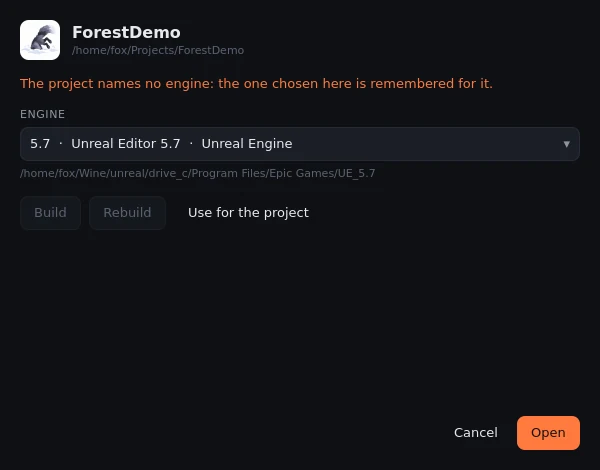 ForestDemo
/home/fox/Projects/ForestDemo
The project names no engine: the one chosen here is remembered for it.
ENGINE
5.7 · Unreal Editor 5.7 · Unreal Engine
/home/fox/Wine/unreal/drive_c/Program Files/Epic Games/UE_5.7
Build Rebuild Use for the project
Cancel Open